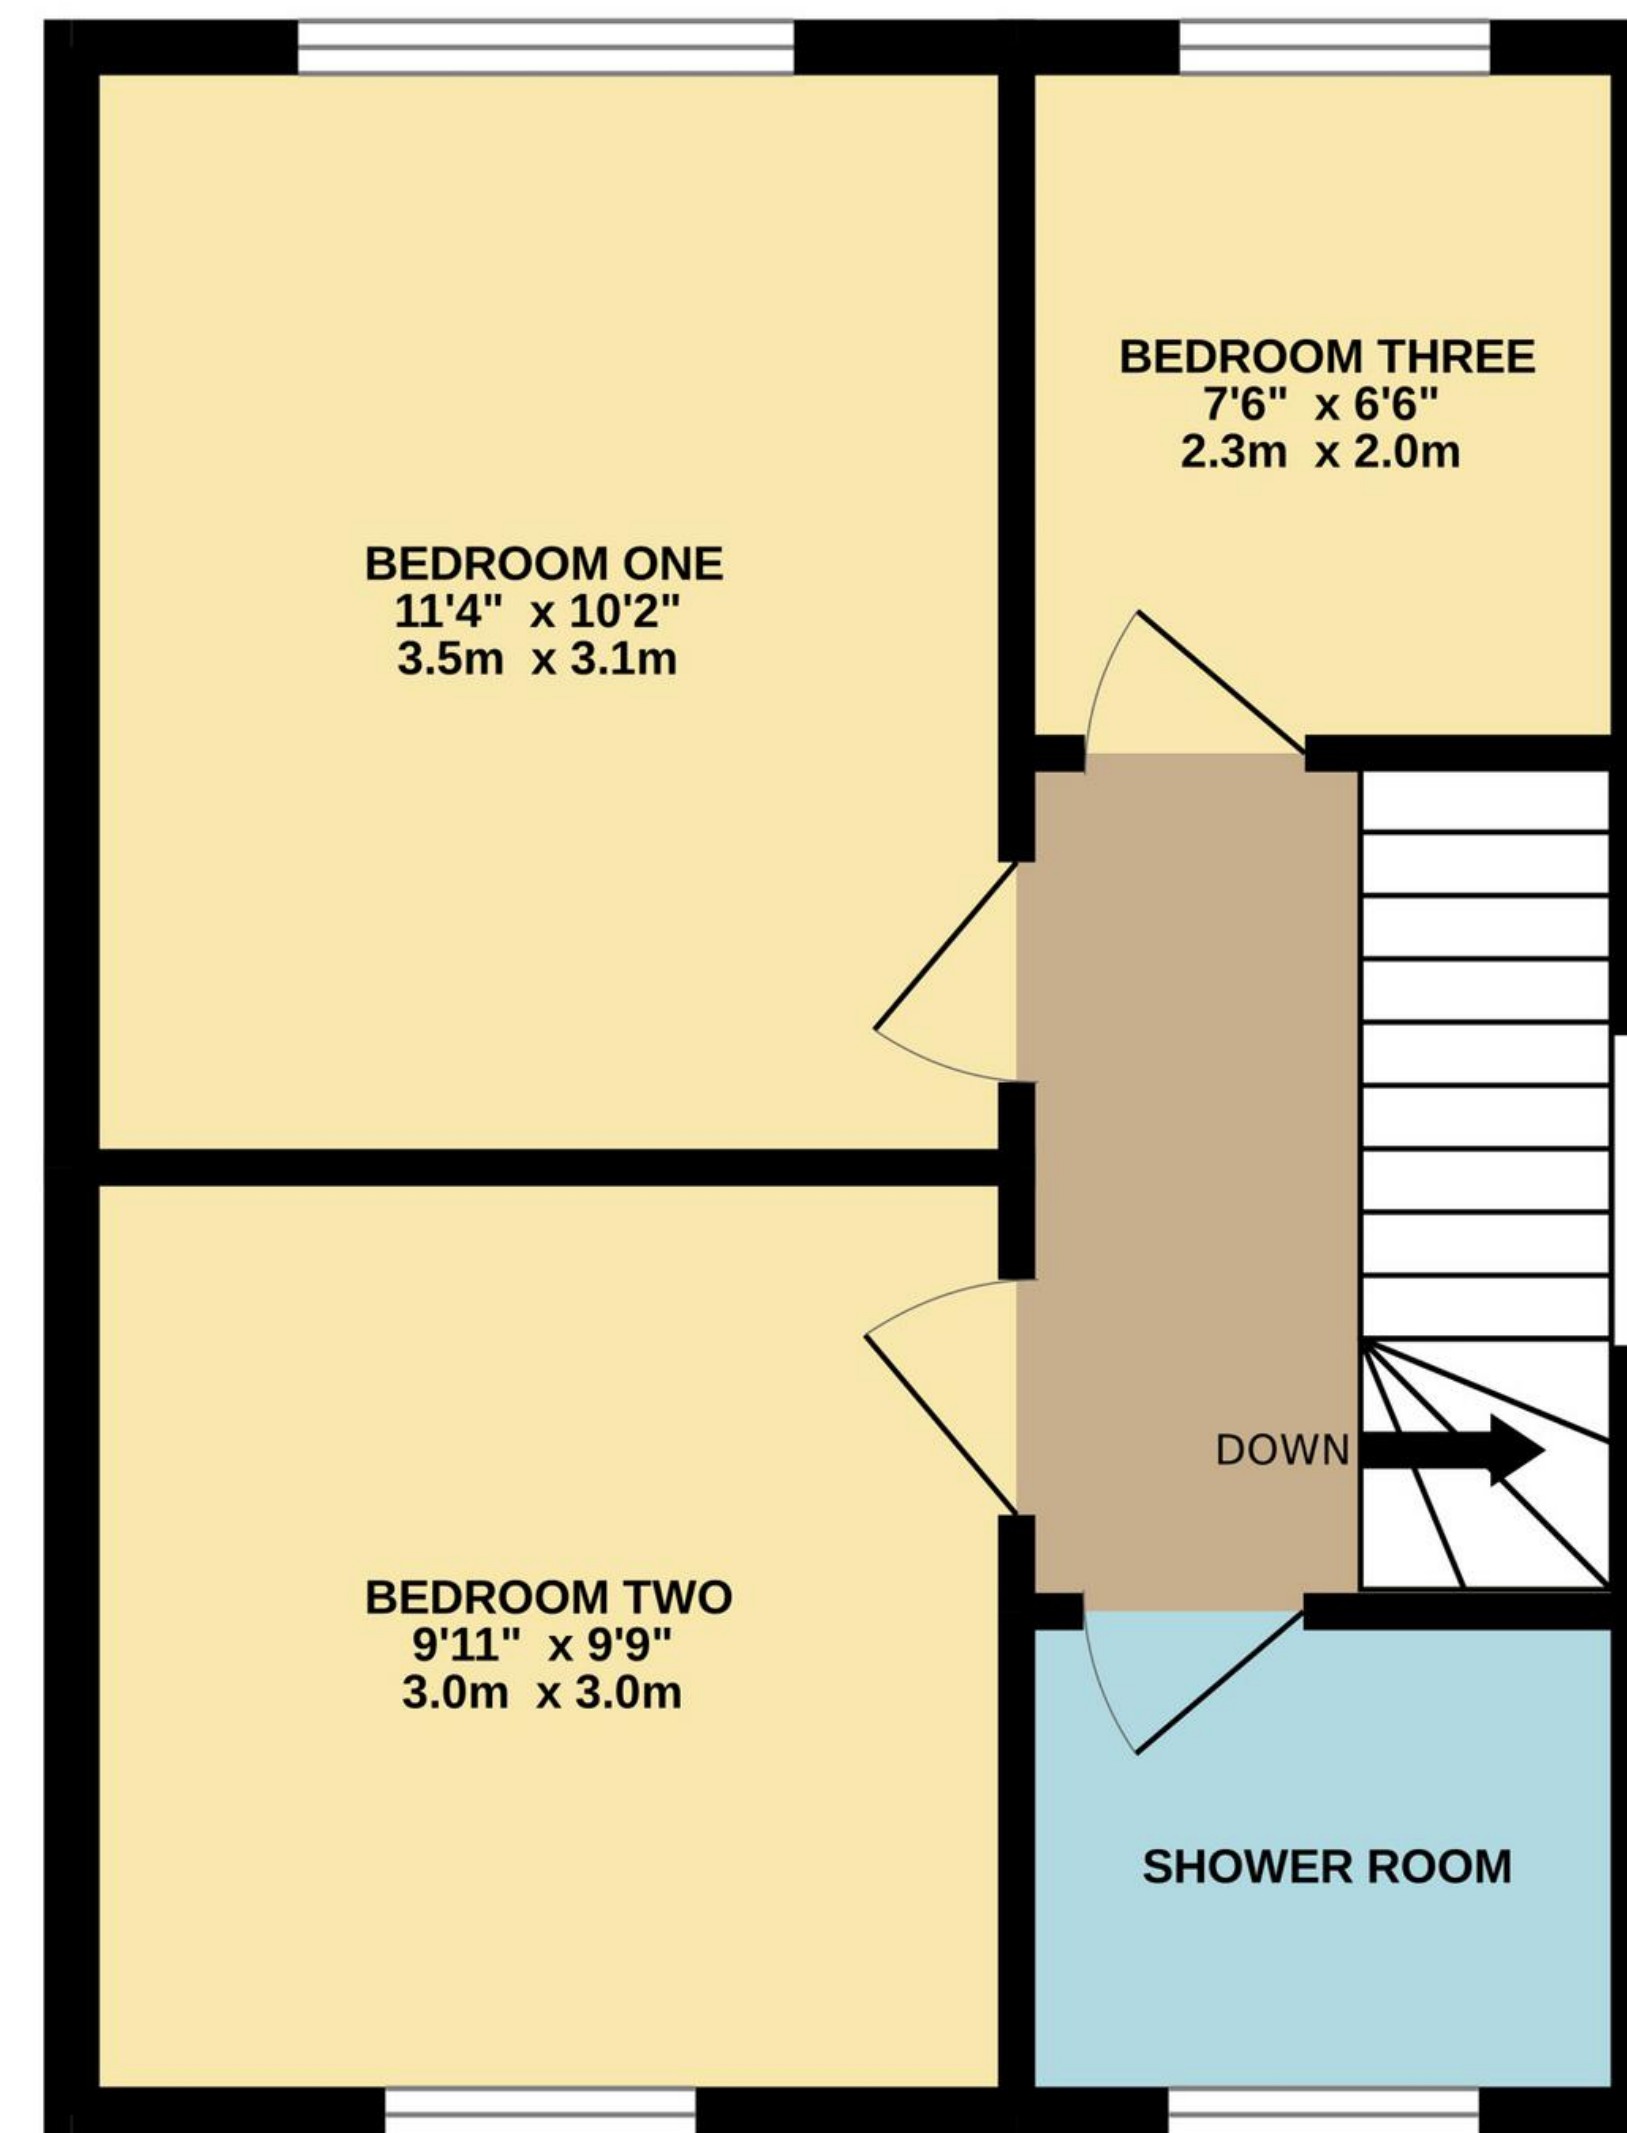 BEDROOM THREE
7'6" x 6'6"
2.3m x 2.0m
BEDROOM ONE
11'4" x 10'2"
3.5m x 3.1m
DOWN
BEDROOM TWO
9'11" x 9'9"
3.0m x 3.0m
SHOWER ROOM